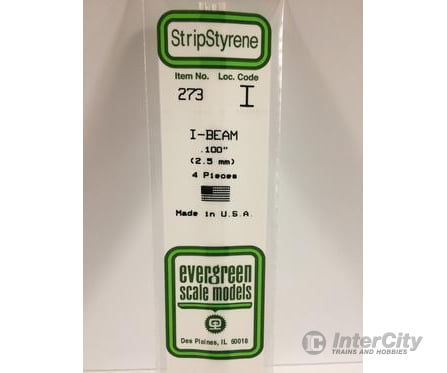 StripStyrene
Item No. Loc. Code
273 I
I-BEAM
.100"
(2.5 mm)
4 Pieces
Made in U.S.A.
evergreen
scale models
Des Plaines, IL 60018
IC InterCity
TRAINS AND HOBBIES